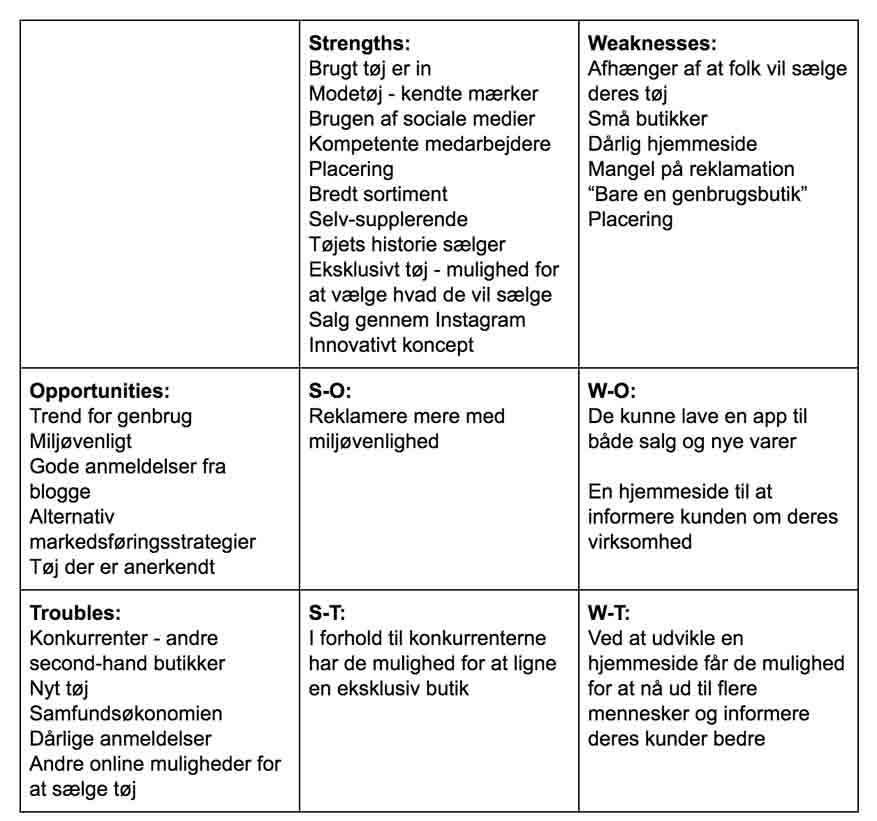 Strengths:
Brugt tøj er in
Modetøj - kendte mærker
Brugen af sociale medier
Kompetente medarbejdere
Placering
Bredt sortiment
Selv-supplerende
Tøjets historie sælger
Eksklusivt tøj - mulighed for
at vælge hvad de vil sælge
Salg gennem Instagram
Innovativt koncept
Weaknesses:
Afhænger af at folk vil sælge
deres tøj
Små butikker
Dårlig hjemmeside
Mangel på reklamation
“Bare en genbrugsbutik”
Placering
Opportunities:
Trend for genbrug
Miljøvenligt
Gode anmeldelser fra
blogge
Alternativ
markedsføringsstrategier
Tøj der er anerkendt
S-O:
Reklamere mere med
miljøvenlighed
W-O:
De kunne lave en app til
både salg og nye varer
En hjemmeside til at
informere kunden om deres
virksomhed
Troubles:
Konkurrenter - andre
second-hand butikker
Nyt tøj
Samfundsøkonomien
Dårlige anmeldelser
Andre online muligheder for
at sælge tøj
S-T:
I forhold til konkurrenterne
har de mulighed for at ligne
en eksklusiv butik
W-T:
Ved at udvikle en
hjemmeside får de mulighed
for at nå ud til flere
mennesker og informere
deres kunder bedre